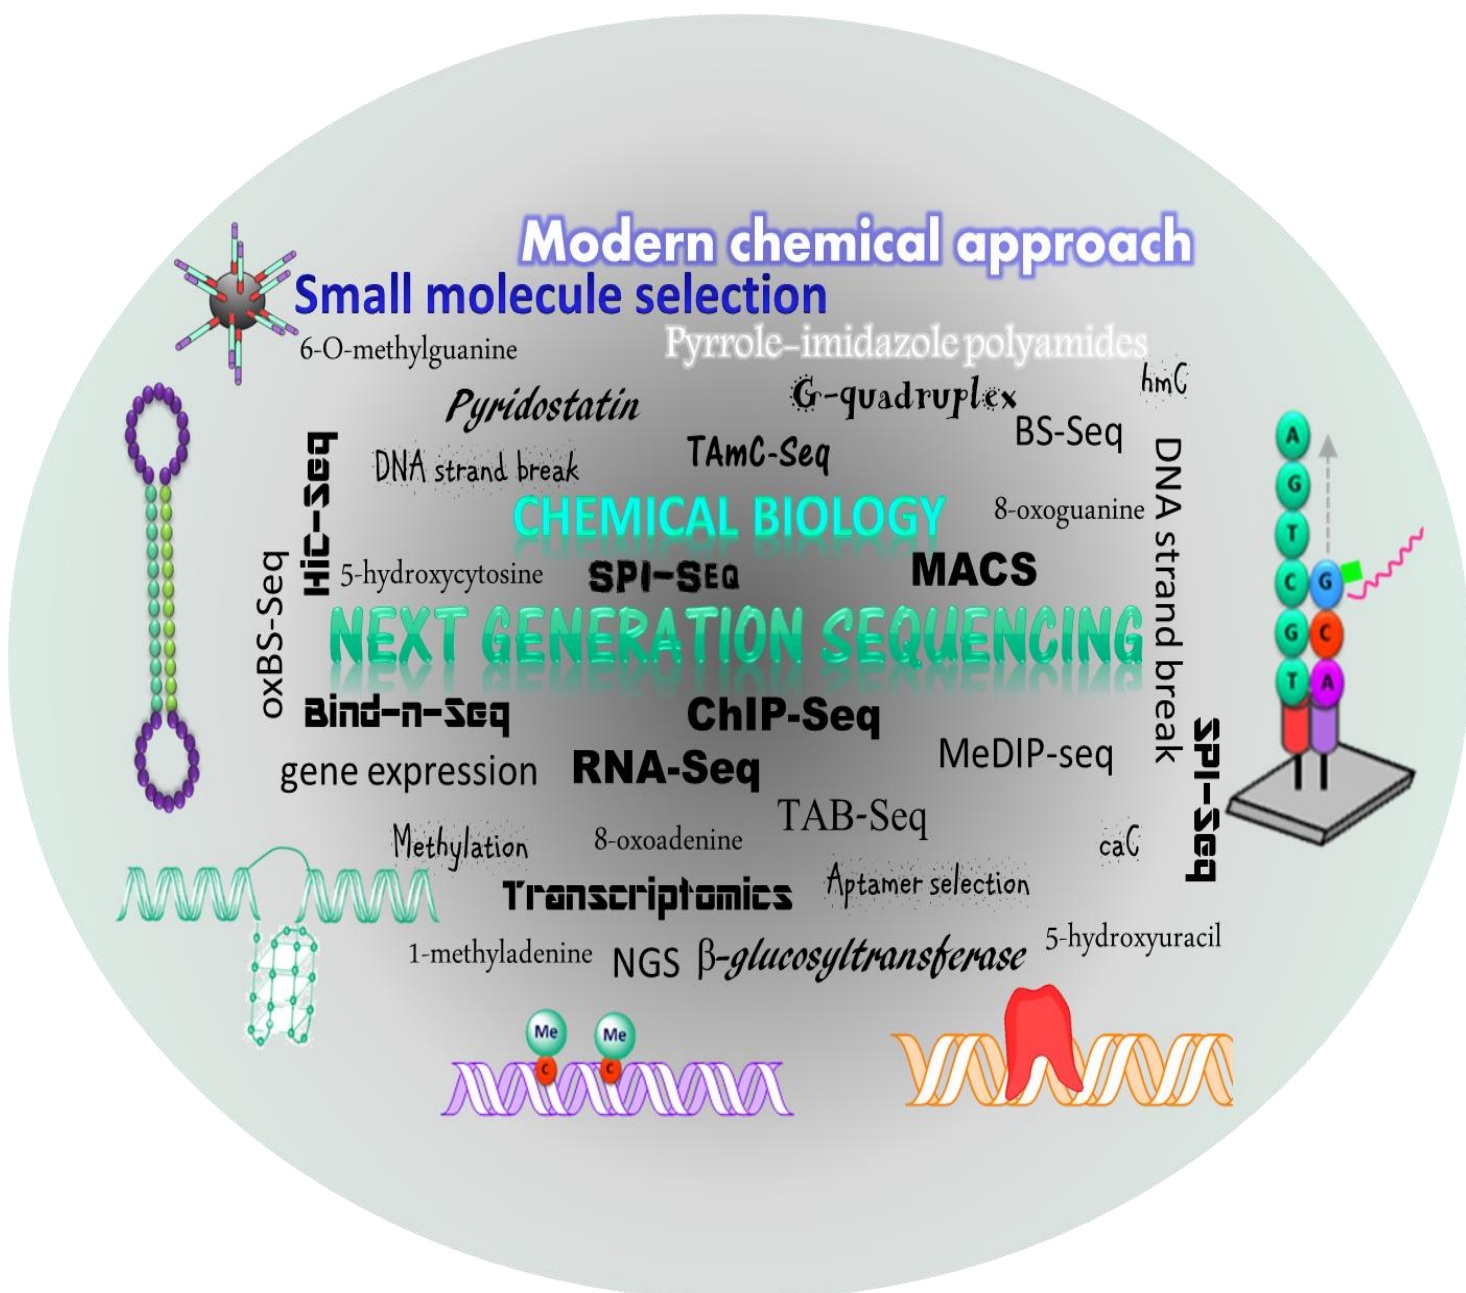 Modern chemical approach
Small molecule selection
6-O-methylguanine
Pyrrole-imidazole polyamides
hmC
Pyridostatin
G-quadruplex
BS-Seq
HiC-Seq
DNA strand break
TAmC-Seq
DNA strand break
CHEMICAL BIOLOGY
8-oxoguanine
oxBS-Seq
5-hydroxycytosine
SPI-SEQ
MACS
NEXT GENERATION SEQUENCING
Bind-n-Seq
ChIP-Seq
SPI-Seq
gene expression
RNA-Seq
MeDIP-seq
TAB-Seq
Methylation
8-oxoadenine
caC
Transcriptomics
Aptamer selection
1-methyladenine
NGS
β-glucosyltransferase
5-hydroxyuracil
A
G
T
C G
G C
T A
Me Me
C C